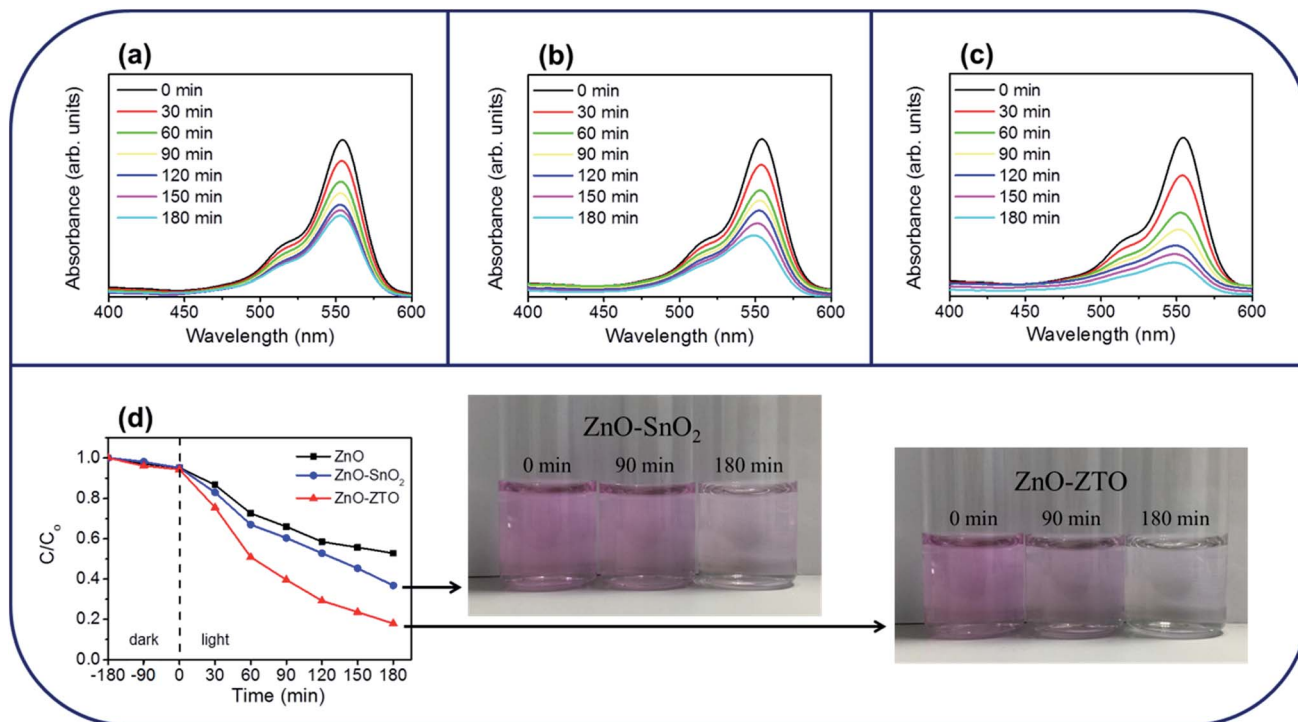 (a)
Absorbance (arb. units)
0 min
30 min
60 min
90 min
120 min
150 min
180 min
400 450 500 550 600
Wavelength (nm)
(b)
Absorbance (arb. units)
0 min
30 min
60 min
90 min
120 min
150 min
180 min
400 450 500 550 600
Wavelength (nm)
(c)
Absorbance (arb. units)
0 min
30 min
60 min
90 min
120 min
150 min
180 min
400 450 500 550 600
Wavelength (nm)
(d)
C/C₀
1.0
0.8
0.6
0.4
0.2
0.0
ZnO
ZnO-SnO₂
ZnO-ZTO
dark light
-180 -90 0 30 60 90 120 150 180
Time (min)
ZnO-SnO₂
0 min 90 min 180 min
ZnO-ZTO
0 min 90 min 180 min